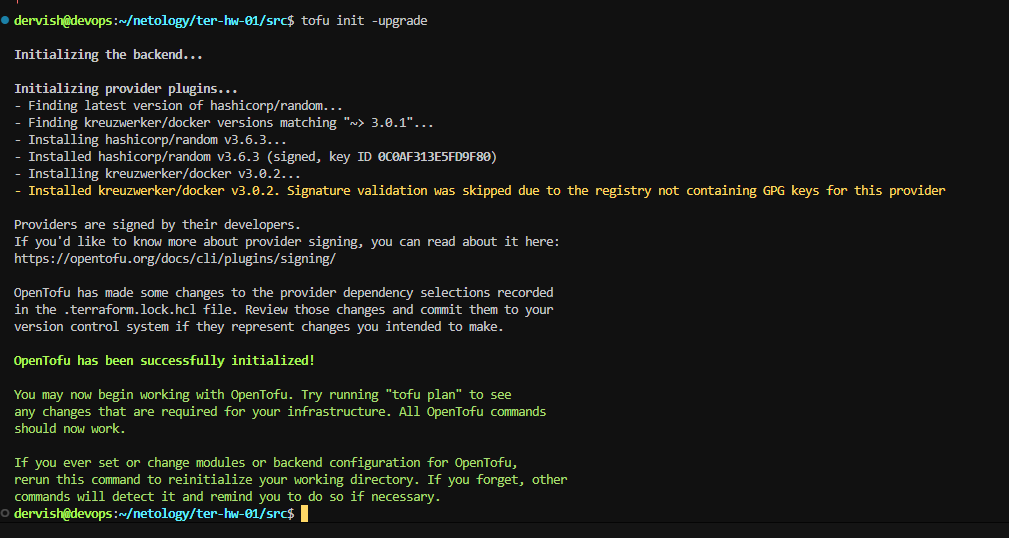 dervish@devops:~/netology/ter-hw-01/src$ tofu init -upgrade
Initializing the backend...
Initializing provider plugins...
- Finding latest version of hashicorp/random...
- Finding kreuzwerker/docker versions matching "~> 3.0.1"...
- Installing hashicorp/random v3.6.3...
- Installed hashicorp/random v3.6.3 (signed, key ID 0C0AF313E5FD9F80)
- Installing kreuzwerker/docker v3.0.2...
- Installed kreuzwerker/docker v3.0.2. Signature validation was skipped due to the registry not containing GPG keys for this provider
Providers are signed by their developers.
If you'd like to know more about provider signing, you can read about it here:
https://opentofu.org/docs/cli/plugins/signing/
OpenTofu has made some changes to the provider dependency selections recorded
in the .terraform.lock.hcl file. Review those changes and commit them to your
version control system if they represent changes you intended to make.
OpenTofu has been successfully initialized!
You may now begin working with OpenTofu. Try running "tofu plan" to see
any changes that are required for your infrastructure. All OpenTofu commands
should now work.
If you ever set or change modules or backend configuration for OpenTofu,
rerun this command to reinitialize your working directory. If you forget, other
commands will detect it and remind you to do so if necessary.
dervish@devops:~/netology/ter-hw-01/src$